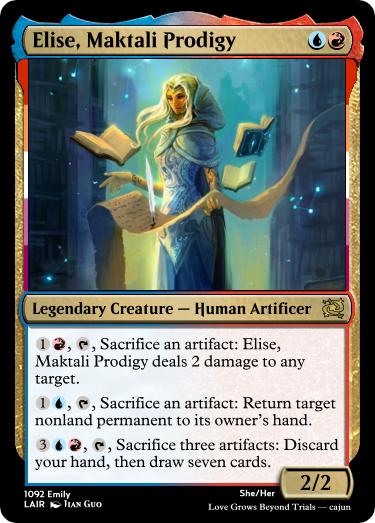 Elise, Maktali Prodigy
Legendary Creature — Human Artificer
1 , , Sacrifice an artifact: Elise,
Maktali Prodigy deals 2 damage to any
target.
1 , , Sacrifice an artifact: Return target
nonland permanent to its owner's hand.
3 , Sacrifice three artifacts: Discard
your hand, then draw seven cards.
2/2
1092 Emily
She/Her
LAIR Jian Guo
Love Grows Beyond Trials — cajun